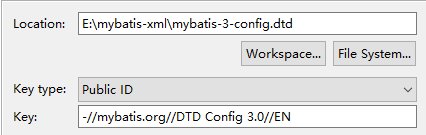 Location: E:\mybatis-xml\mybatis-3-config.dtd
Workspace... File System...
Key type: Public ID
Key: -//mybatis.org//DTD Config 3.0//EN